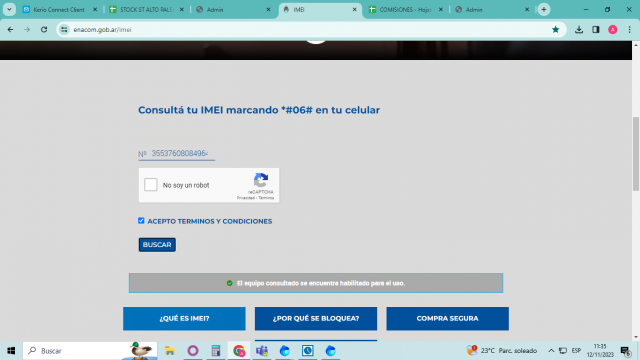 Kerio Connect Client
STOCK ST ALTO PALE
Admin
IMEI
COMISIONES - Hoja
Admin
enacom.gob.ar/imei
A
Consultá tu IMEI marcando *#06# en tu celular
Nº 35537608084964
No soy un robot
reCAPTCHA
Privacidad - Términos
ACEPTO TERMINOS Y CONDICIONES
BUSCAR
El equipo consultado se encuentra habilitado para el uso.
¿QUÉ ES IMEI?
¿POR QUÉ SE BLOQUEA?
COMPRA SEGURA
Buscar
23°C Parc. soleado
ESP
11:35
12/11/2023